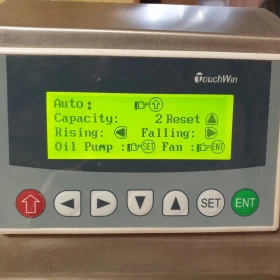 TouchWin
Auto:
Capacity: 2 Reset
Rising: Falling:
Oil Pump : SET Fan : ENT
SET ENT